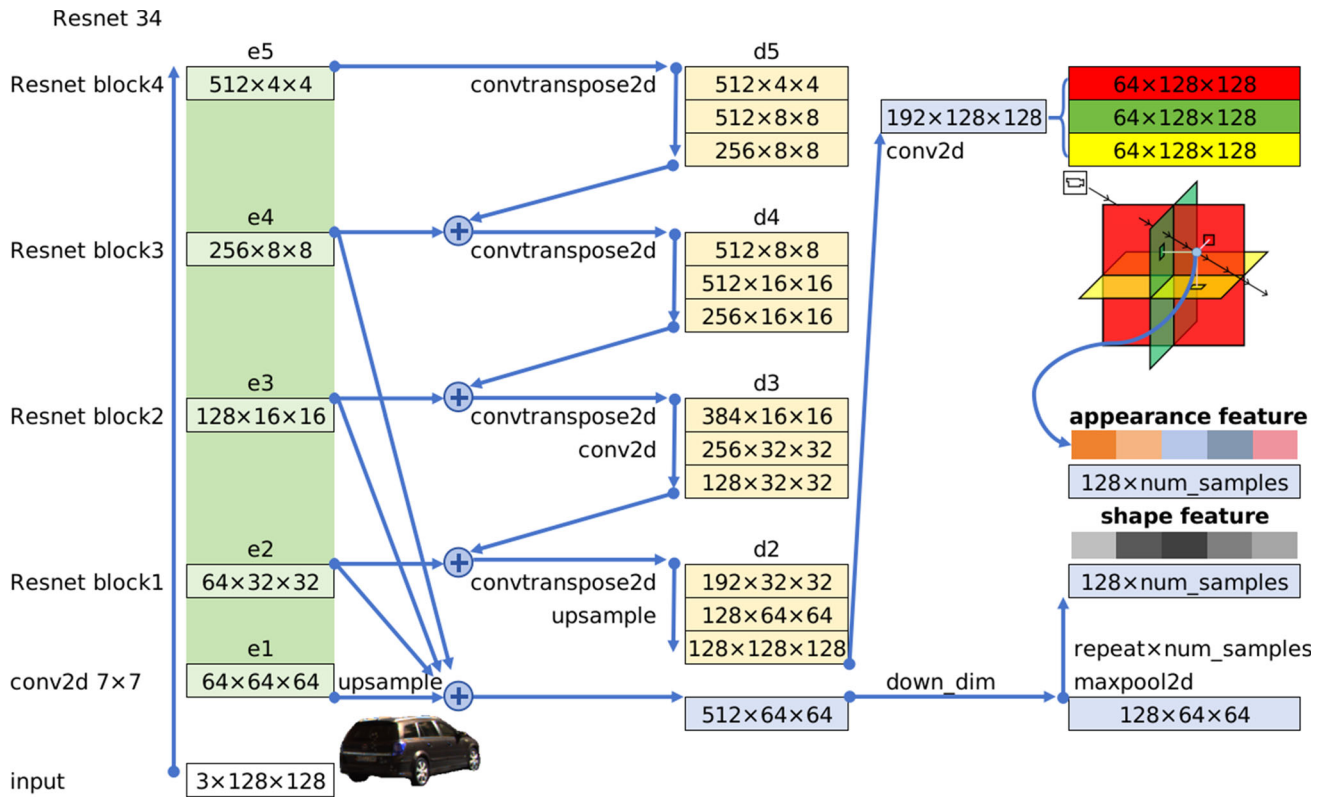 Resnet 34
e5
Resnet block4
512×4×4
convtranspose2d
d5
512×4×4
512×8×8
256×8×8
192×128×128
conv2d
64×128×128
64×128×128
64×128×128
e4
Resnet block3
256×8×8
convtranspose2d
d4
512×8×8
512×16×16
256×16×16
e3
Resnet block2
128×16×16
convtranspose2d
conv2d
d3
384×16×16
256×32×32
128×32×32
appearance feature
128×num_samples
shape feature
128×num_samples
e2
Resnet block1
64×32×32
convtranspose2d
upsample
d2
192×32×32
128×64×64
128×128×128
e1
conv2d 7×7
64×64×64
upsample
512×64×64
down_dim
repeat×num_samples
maxpool2d
128×64×64
input
3×128×128